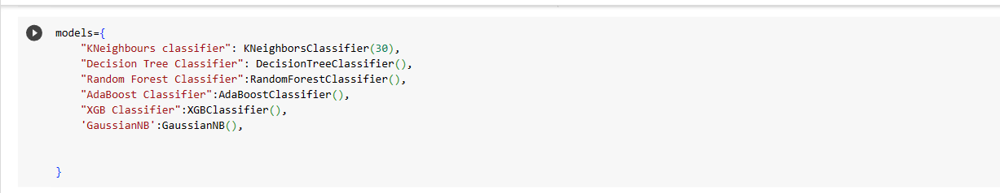 models={
"KNeighbours classifier": KNeighborsClassifier(30),
"Decision Tree Classifier": DecisionTreeClassifier(),
"Random Forest Classifier":RandomForestClassifier(),
"AdaBoost Classifier":AdaBoostClassifier(),
"XGB Classifier":XGBClassifier(),
'GaussianNB':GaussianNB(),
}